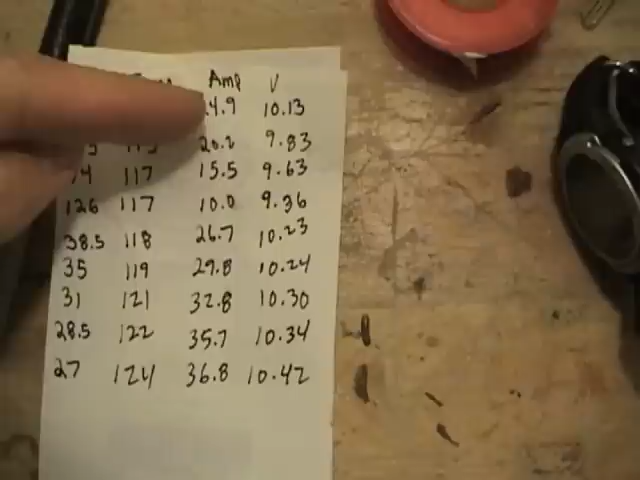 Amp V
4.9 10.13
20.2 9.83
15.5 9.63
126 117 10.0 9.36
38.5 118 26.7 10.23
35 119 29.8 10.24
31 121 32.8 10.30
28.5 122 35.7 10.34
27 124 36.8 10.42